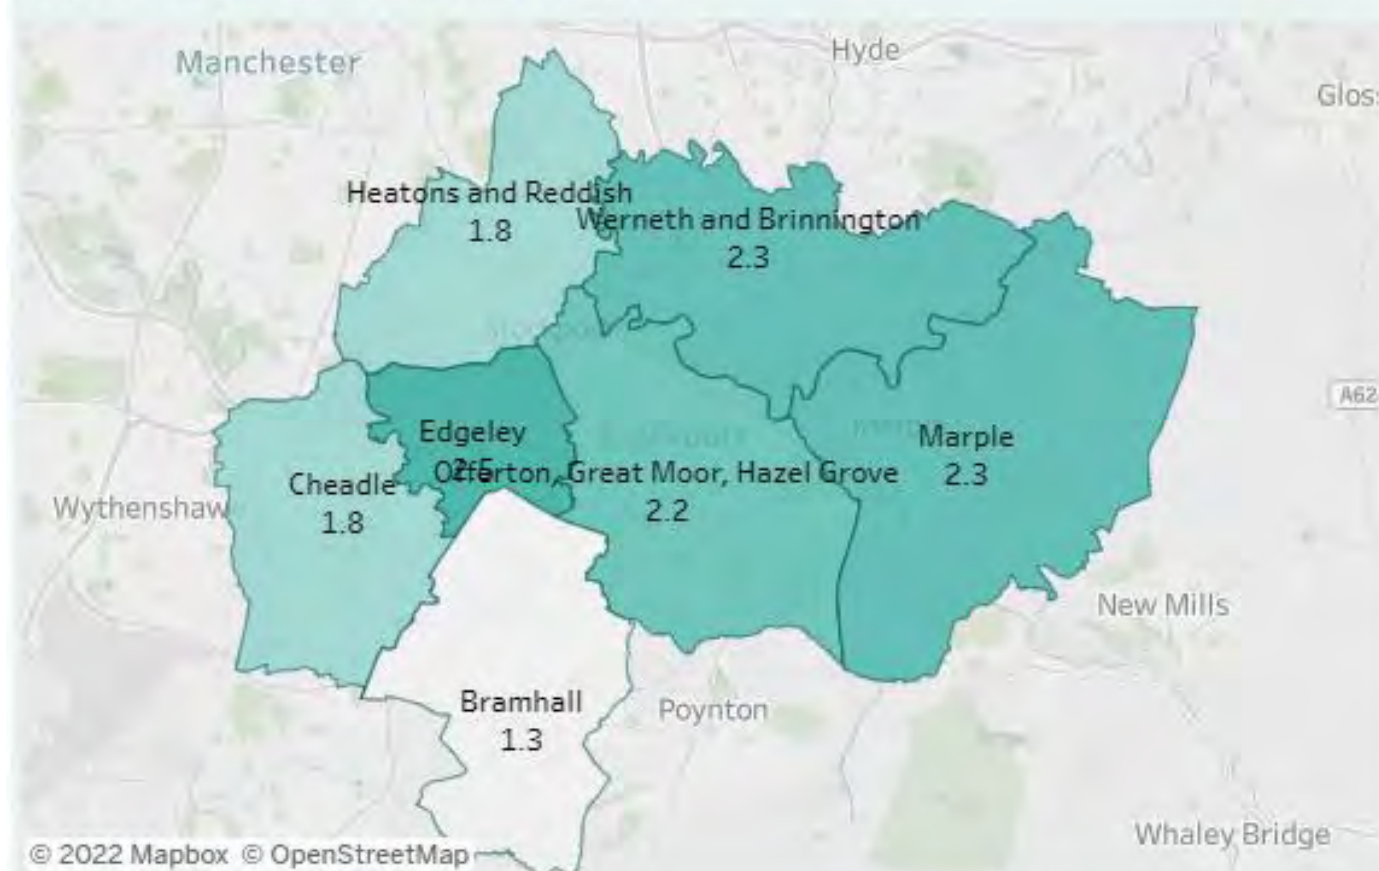 Manchester
Hyde
Glos
Heatons and Reddish
1.8
Werneth and Brinnington
2.3
A62
Edgeley
Marple
2.3
Offerton, Great Moor, Hazel Grove
2.2
Cheadle
1.8
Wythenshaw
New Mills
Bramhall
1.3
Poynton
Whaley Bridge
© 2022 Mapbox © OpenStreetMap